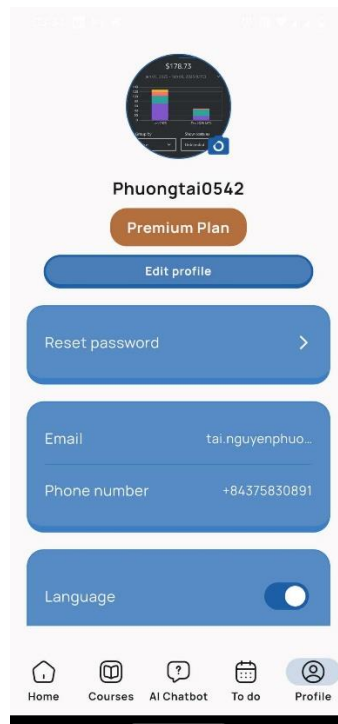 $178.73
Phuongtai0542
Premium Plan
Edit profile
Reset password
Email tai.nguyenphuo...
Phone number +84375830891
Language
Home Courses AI Chatbot To do Profile